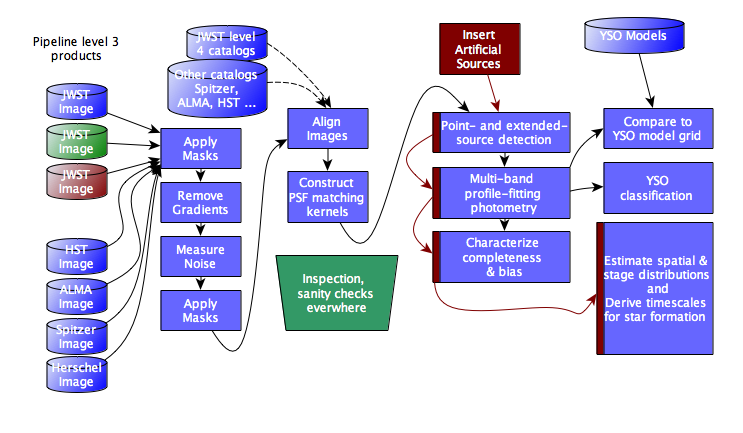 Pipeline level 3
products
JWST
Image
JWST
Image
JWST
Image
HST
Image
ALMA
Image
Spitzer
Image
Herschel
Image
Apply
Masks
Remove
Gradients
Measure
Noise
Apply
Masks
JWST level
4 catalogs
Other catalogs
Spitzer,
ALMA, HST ...
Align
Images
Construct
PSF matching
kernels
Inspection,
sanity checks
everwhere
Insert
Artificial
Sources
Point- and extended-
source detection
Multi-band
profile-fitting
photometry
Characterize
completeness
& bias
YSO Models
Compare to
YSO model grid
YSO
classification
Estimate spatial &
stage distributions
and
Derive timescales
for star formation